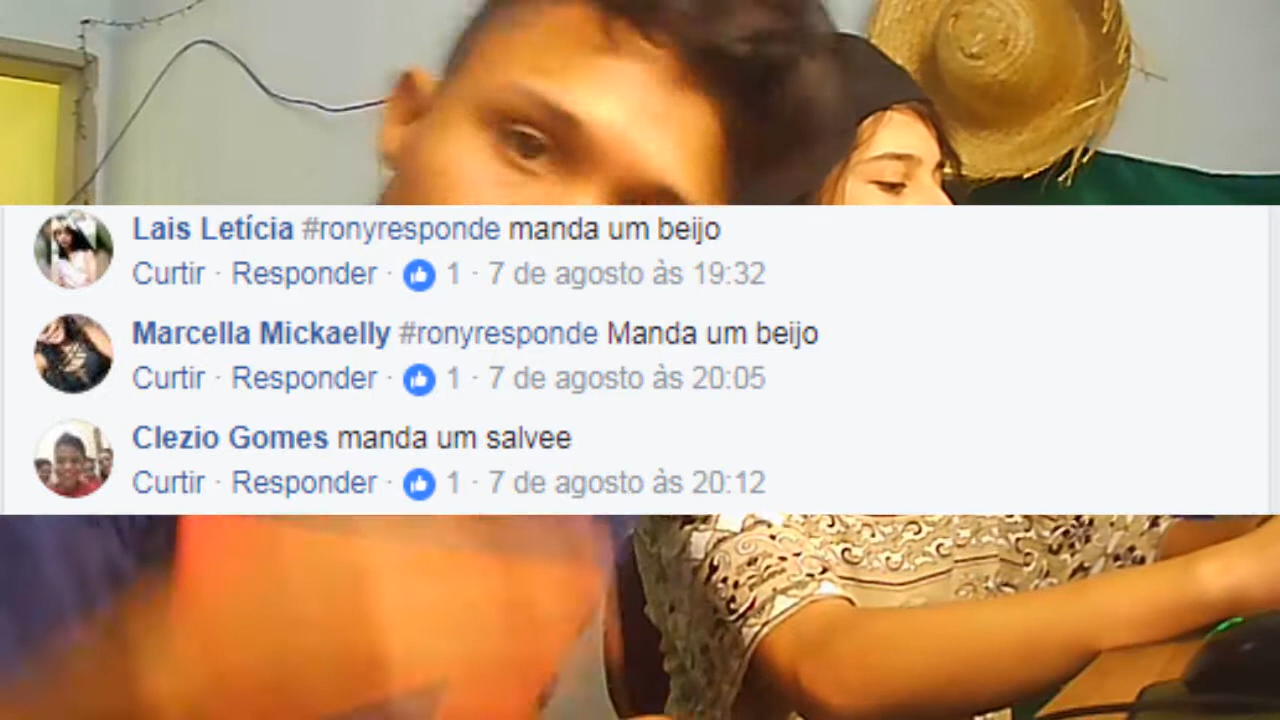 Lais Letícia #ronyresponde manda um beijo
Curtir · Responder · 1 · 7 de agosto às 19:32
Marcella Mickaelly #ronyresponde Manda um beijo
Curtir · Responder · 1 · 7 de agosto às 20:05
Clezio Gomes manda um salvee
Curtir · Responder · 1 · 7 de agosto às 20:12